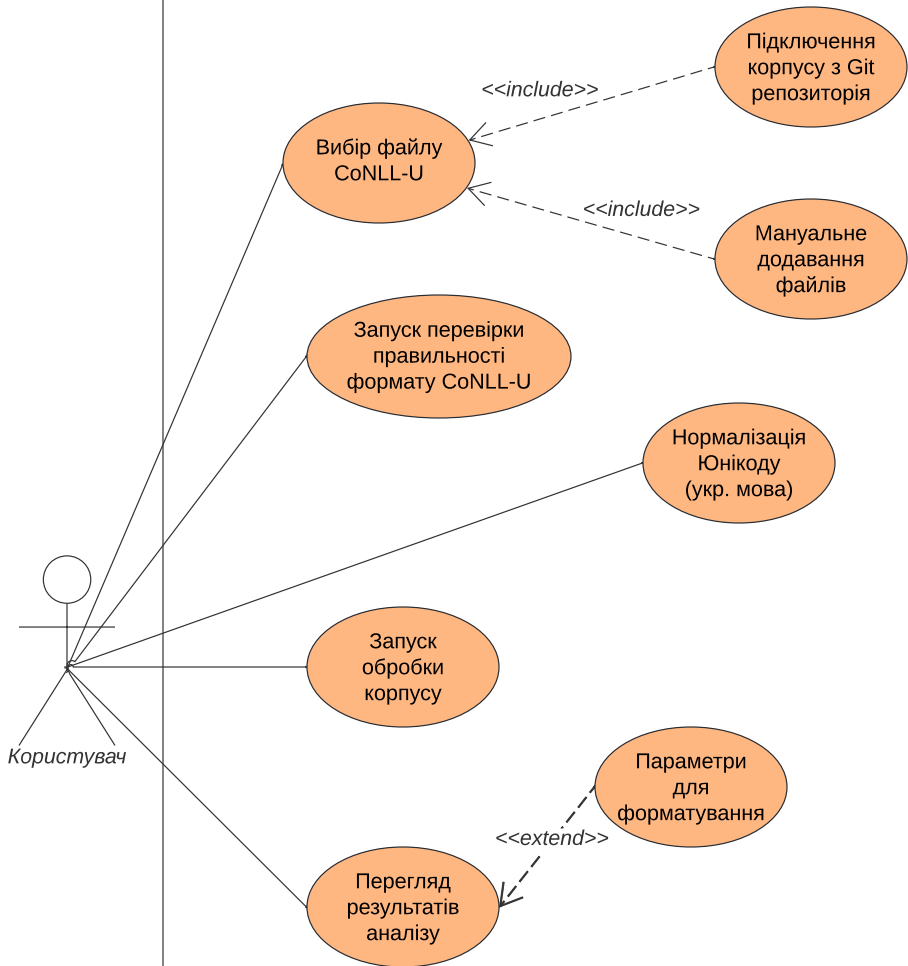 Підключення
корпусу з Git
репозиторія
<<include>>
Вибір файлу
CoNLL-U
<<include>>
Мануальне
додавання
файлів
Запуск перевірки
правильності
формату CoNLL-U
Нормалізація
Юнікоду
(укр. мова)
Запуск
обробки
корпусу
Користувач
Параметри
для
форматування
<<extend>>
Перегляд
результатів
аналізу